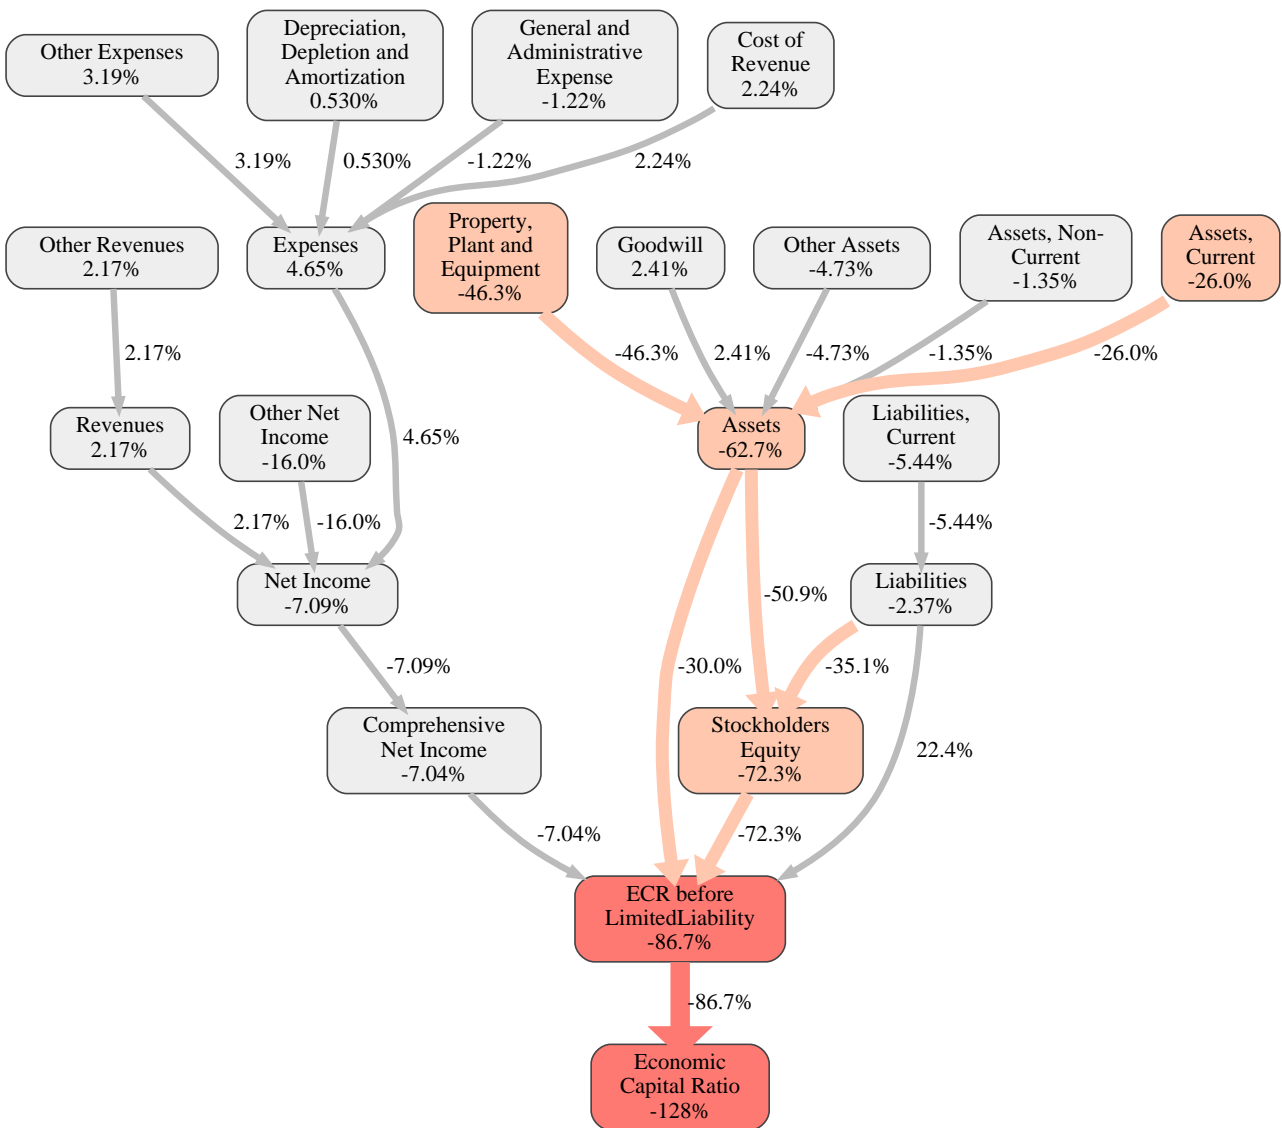 Other Expenses
3.19%
Depreciation,
Depletion and
Amortization
0.530%
General and
Administrative
Expense
-1.22%
Cost of
Revenue
2.24%
3.19%
0.530%
-1.22%
2.24%
Other Revenues
2.17%
Expenses
4.65%
Property,
Plant and
Equipment
-46.3%
Goodwill
2.41%
Other Assets
-4.73%
Assets, Non-
Current
-1.35%
Assets,
Current
-26.0%
2.17%
-46.3%
2.41%
-4.73%
-1.35%
-26.0%
Revenues
2.17%
Other Net
Income
-16.0%
4.65%
Assets
-62.7%
Liabilities,
Current
-5.44%
2.17%
-16.0%
-5.44%
Net Income
-7.09%
-50.9%
Liabilities
-2.37%
-7.09%
-30.0%
-35.1%
Comprehensive
Net Income
-7.04%
Stockholders
Equity
-72.3%
22.4%
-7.04%
-72.3%
ECR before
LimitedLiability
-86.7%
-86.7%
Economic
Capital Ratio
-128%